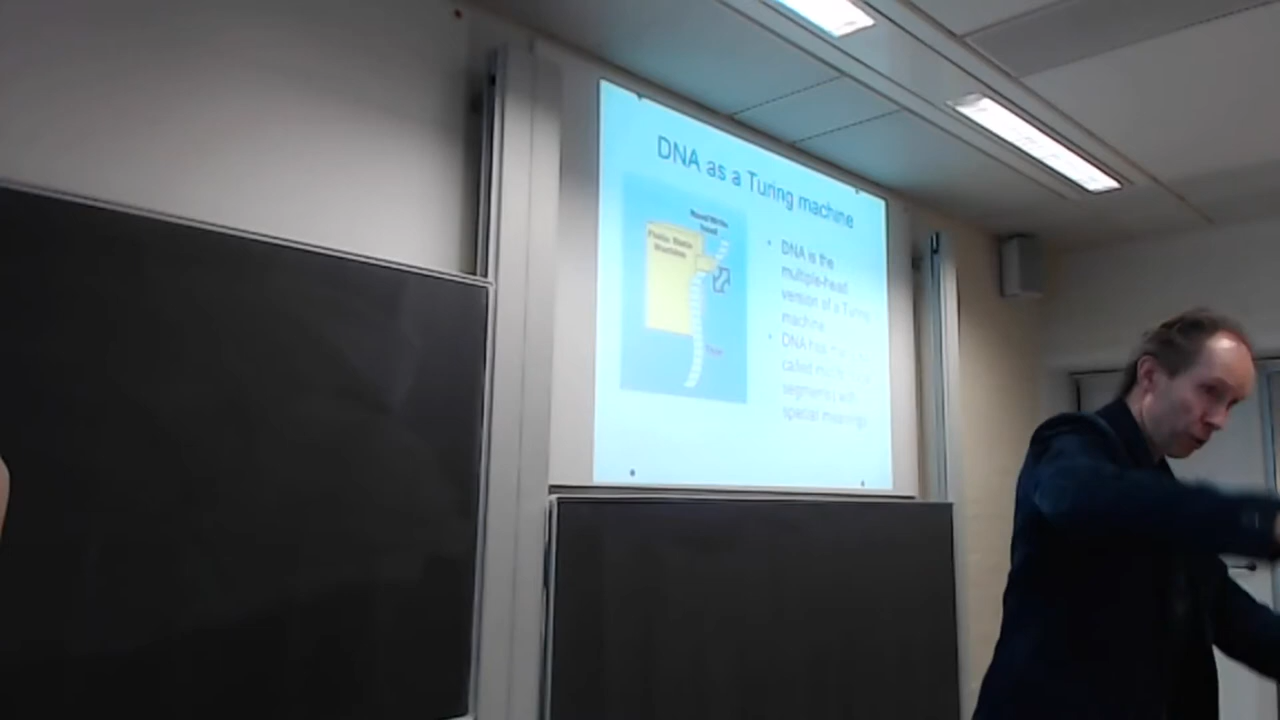 DNA as a Turing machine
Read/Write
head
Finite State
Machine
• DNA is the
multiple-head
version of a Turing
machine
• DNA has
called
segments with
special meanings